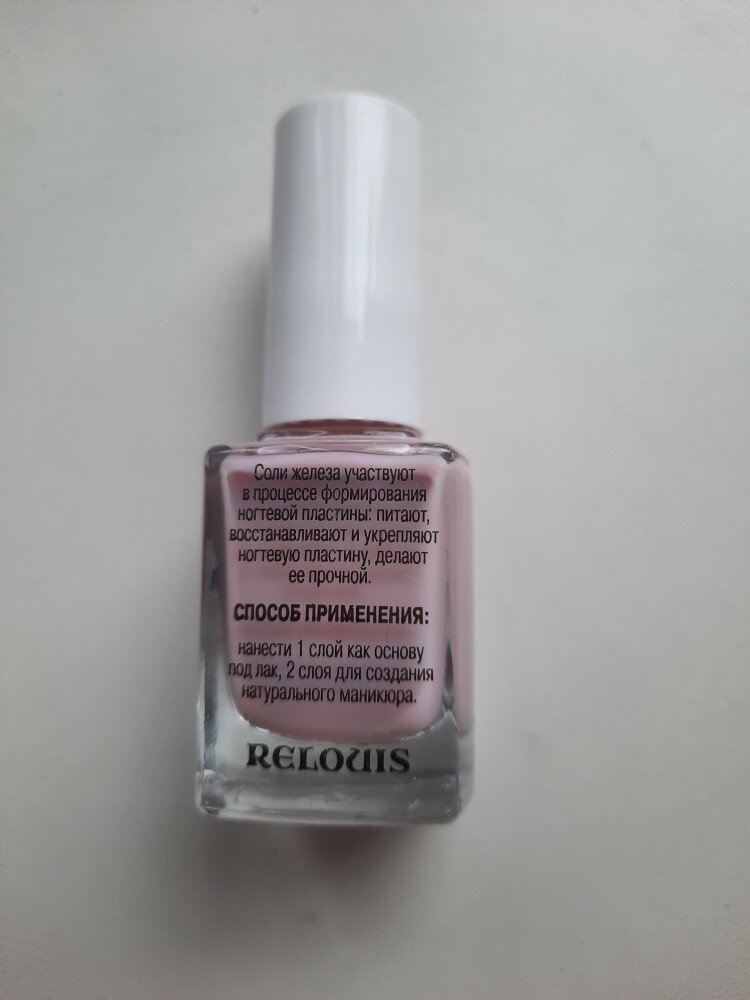 Соли железа участвуют
в процессе формирования
ногтевой пластины: питают,
восстанавливают и укрепляют
ногтевую пластину, делают
ее прочной.
СПОСОБ ПРИМЕНЕНИЯ:
нанести 1 слой как основу
под лак, 2 слоя для создания
натурального маникюра.
RELOUIS